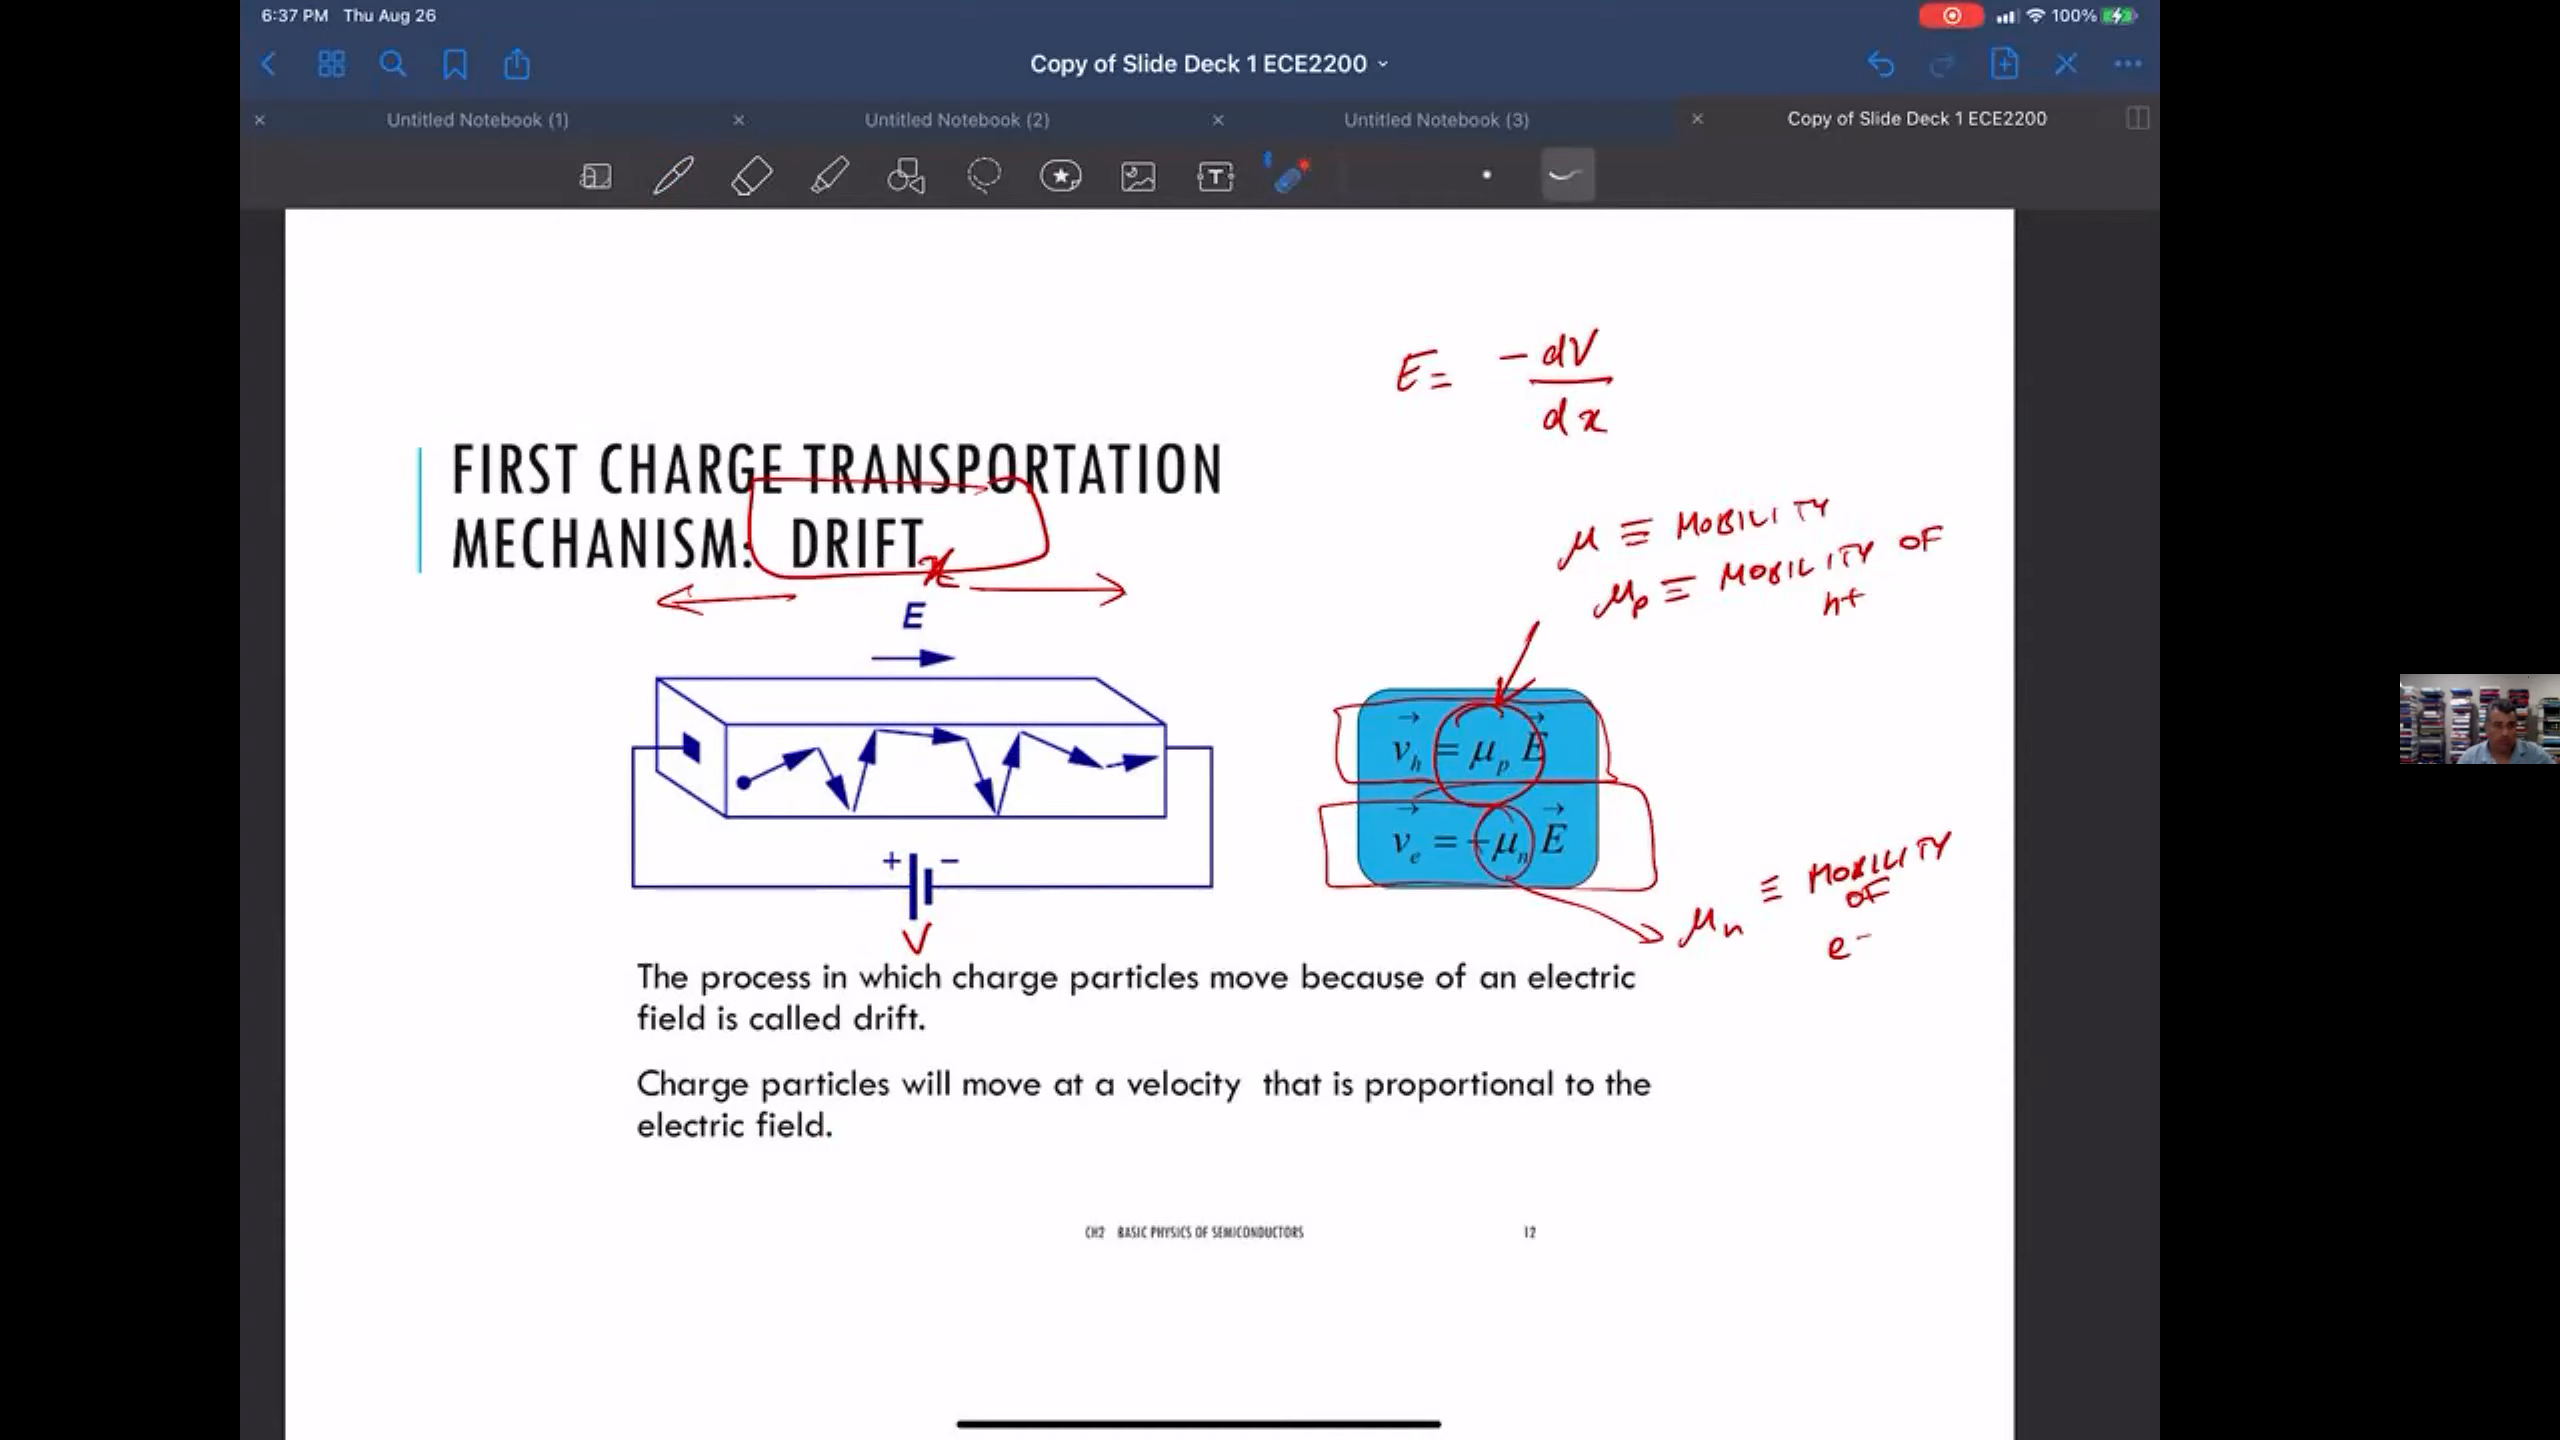 6:37 PM Thu Aug 26
100%
Copy of Slide Deck 1 ECE2200
Untitled Notebook (1)
Untitled Notebook (2)
Untitled Notebook (3)
Copy of Slide Deck 1 ECE2200
E = -dV
dx
FIRST CHARGE TRANSPORTATION
MECHANISM: DRIFT
x
E
μ ≡ MOBILITY
μp ≡ MOBILITY OF
h+
vh = μp E
ve = -μn E
+ −
V
μn ≡ MOBILITY
OF
e-
The process in which charge particles move because of an electric
field is called drift.
Charge particles will move at a velocity that is proportional to the
electric field.
CH2 BASIC PHYSICS OF SEMICONDUCTORS
12